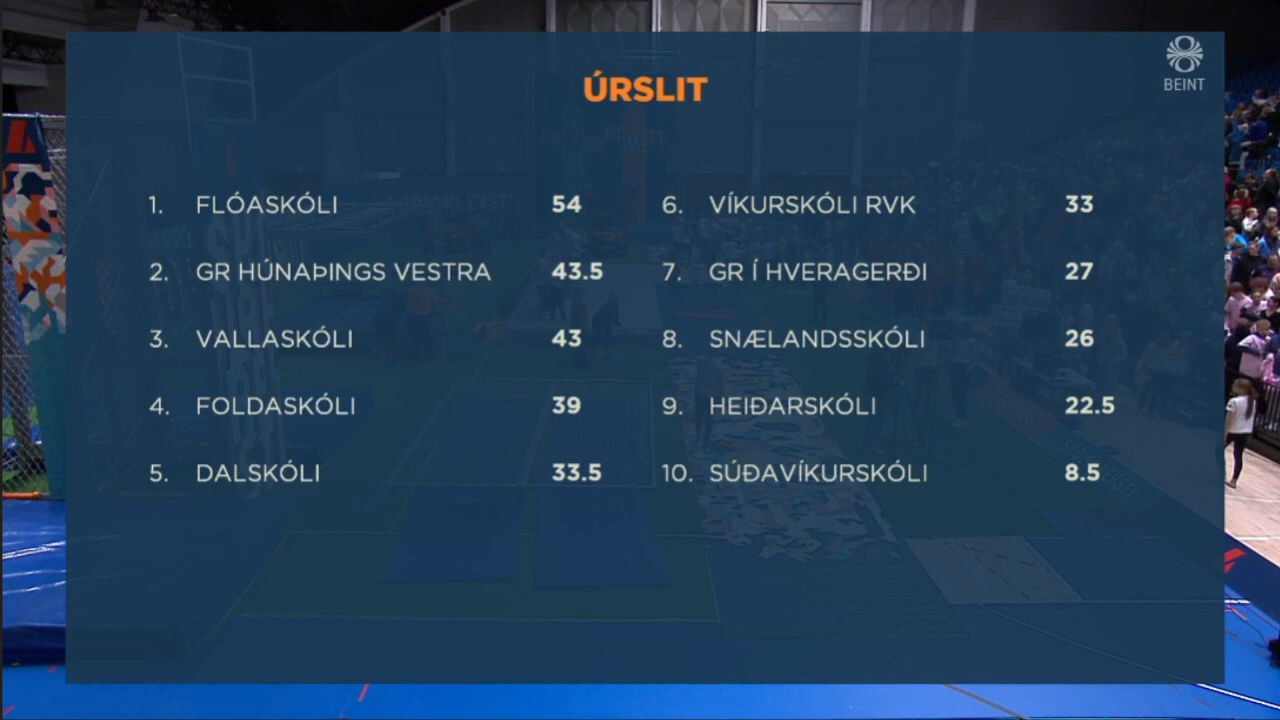 BEINT
ÚRSLIT
1. FLÓASKÓLI 54
2. GR HÚNAÞINGS VESTRA 43.5
3. VALLASKÓLI 43
4. FOLDASKÓLI 39
5. DALSKÓLI 33.5
6. VÍKURSKÓLI RVK 33
7. GR Í HVERAGERÐI 27
8. SNÆLANDSSKÓLI 26
9. HEIÐARSKÓLI 22.5
10. SÚÐAVÍKURSKÓLI 8.5